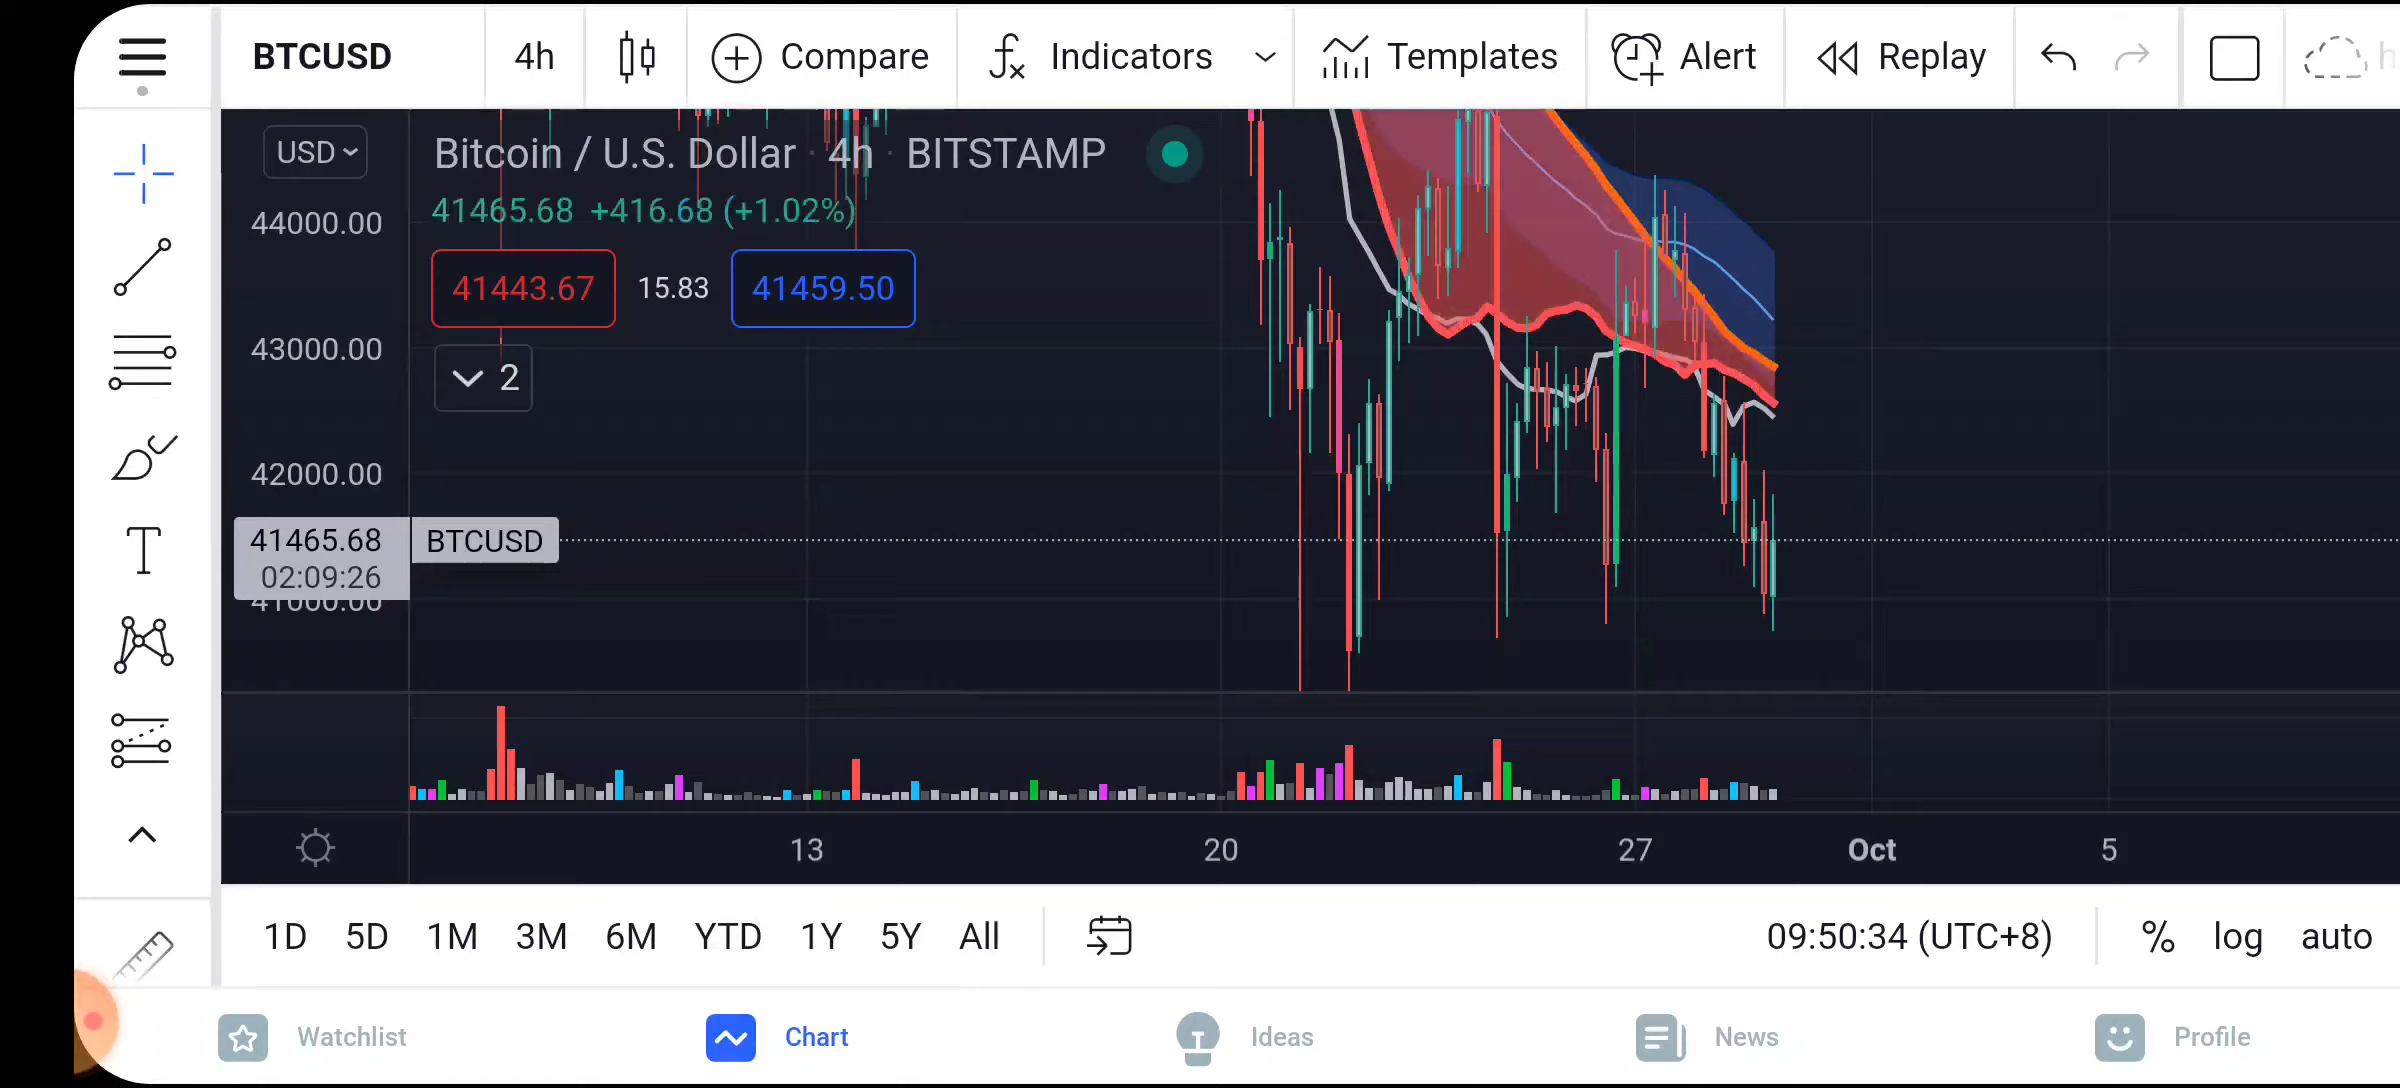 BTCUSD 4h Compare Indicators Templates Alert Replay
USD
Bitcoin / U.S. Dollar · 4h · BITSTAMP
41465.68 +416.68 (+1.02%)
41443.67 15.83 41459.50
2
44000.00
43000.00
42000.00
41465.68 BTCUSD
02:09:26
41000.00
13 20 27 Oct 5
1D 5D 1M 3M 6M YTD 1Y 5Y All 09:50:34 (UTC+8) % log auto
Watchlist Chart Ideas News Profile